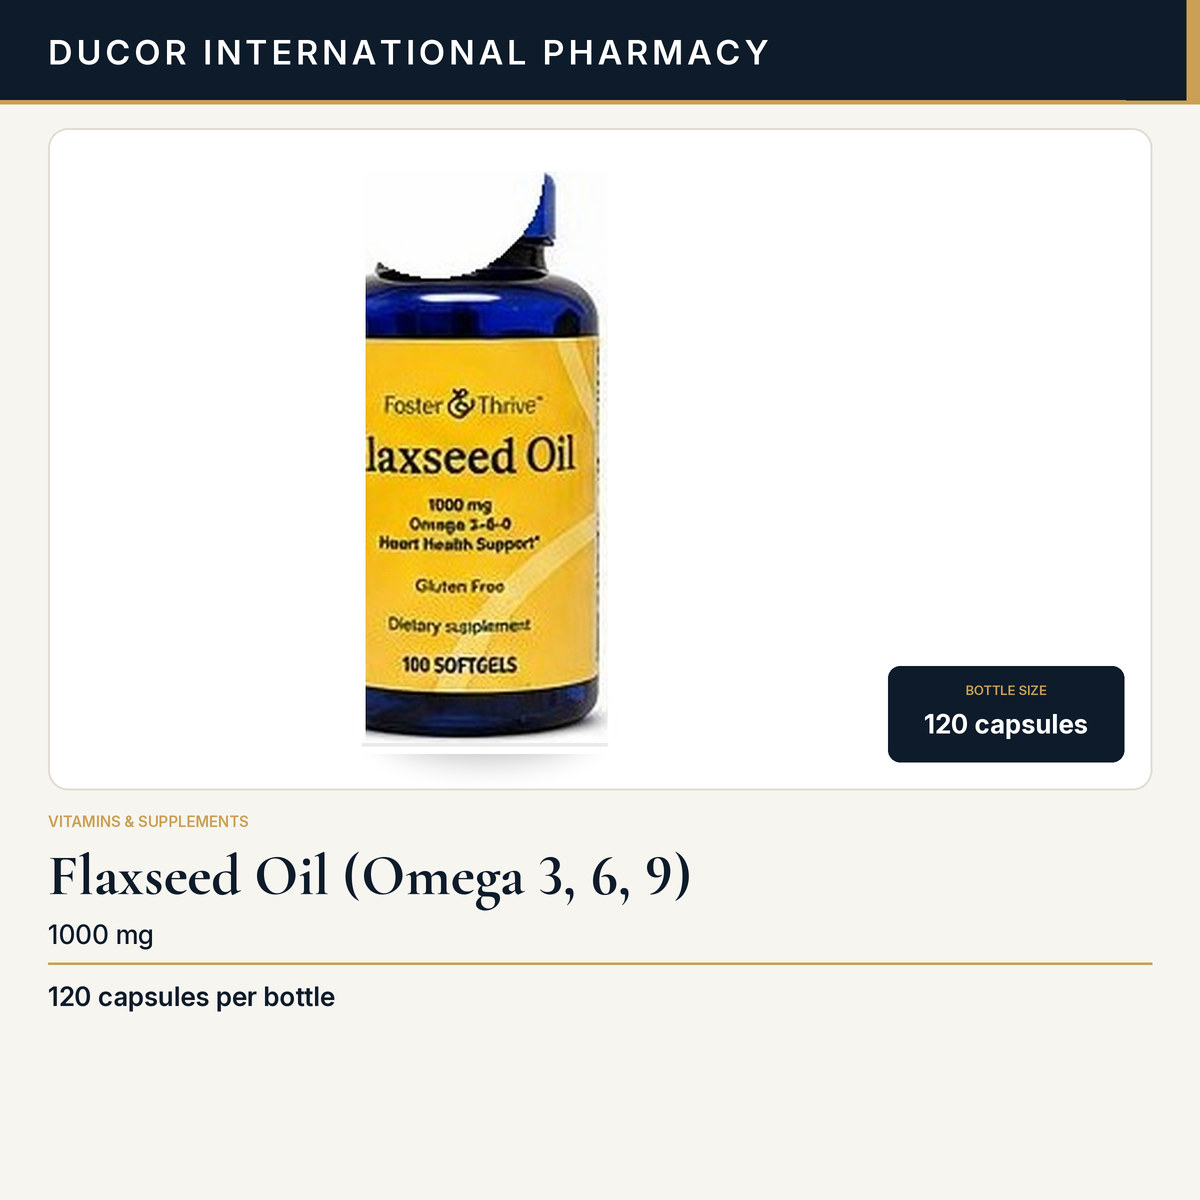 DUCOR INTERNATIONAL PHARMACY
Foster & Thrive™
laxseed Oil
1000 mg
Omega 3-6-
Heart Health Support*
Gluten Free
Dietary supplement
100 SOFTGELS
BOTTLE SIZE
120 capsules
VITAMINS & SUPPLEMENTS
Flaxseed Oil (Omega 3, 6, 9)
1000 mg
120 capsules per bottle